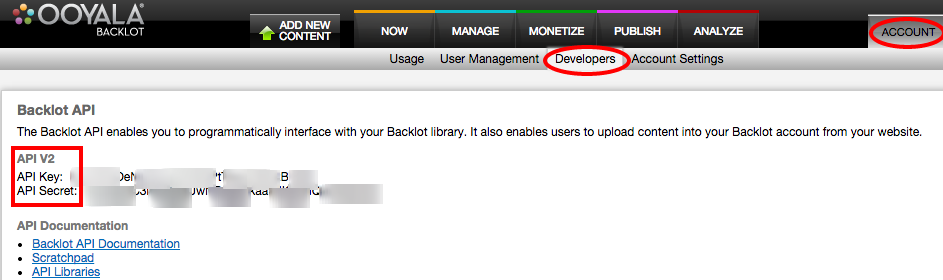 OOYALA
BACKLOT
ADD NEW
CONTENT
NOW MANAGE MONETIZE PUBLISH ANALYZE ACCOUNT
Usage User Management Developers Account Settings
Backlot API
The Backlot API enables you to programmatically interface with your Backlot library. It also enables users to upload content into your Backlot account from your website.
API V2
API Key:
API Secret:
API Documentation
Backlot API Documentation
Scratchpad
API Libraries